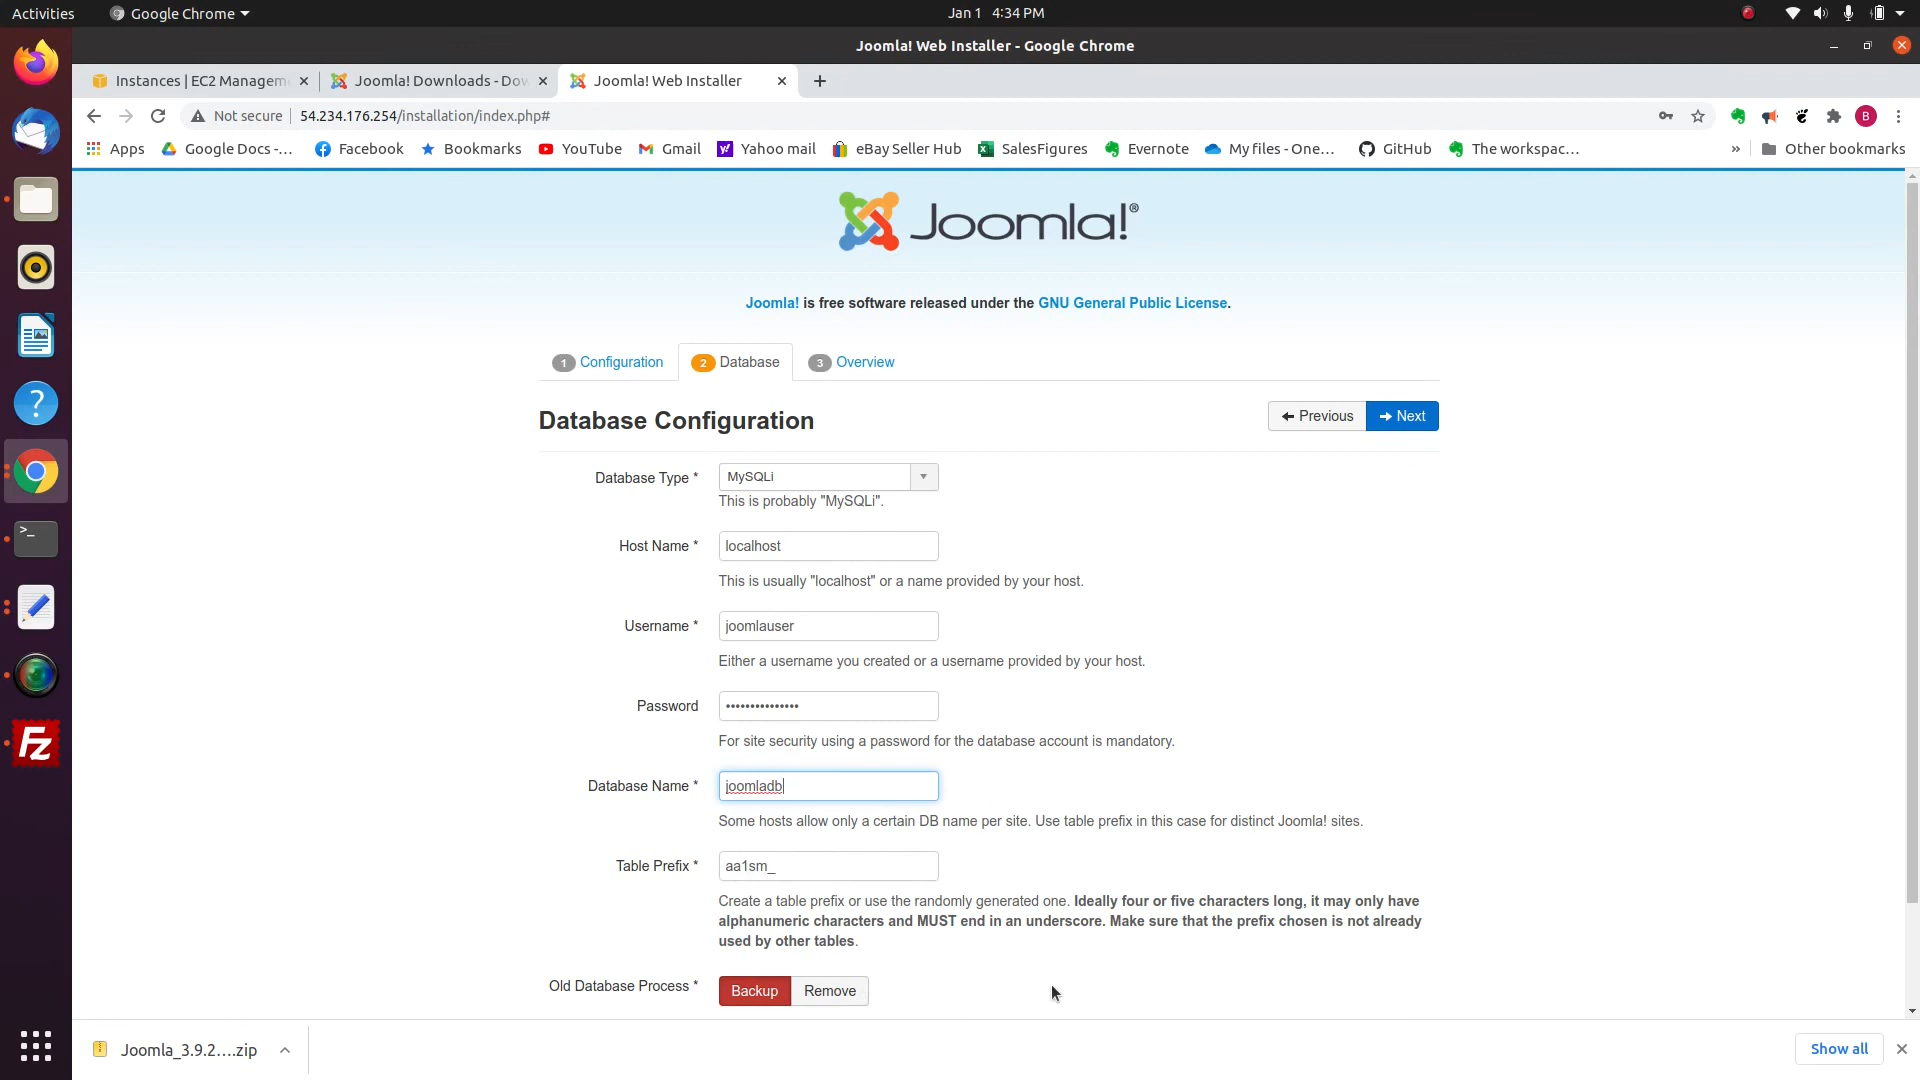 Activities Google Chrome Jan 1 4:34 PM
Joomla! Web Installer - Google Chrome
Instances | EC2 Managem Joomla! Downloads - Dow Joomla! Web Installer
Not secure 54.234.176.254/installation/index.php# B
Apps Google Docs -... Facebook Bookmarks YouTube Gmail Yahoo mail eBay Seller Hub SalesFigures Evernote My files - One... GitHub The workspac... » Other bookmarks
Joomla!®
Joomla! is free software released under the GNU General Public License.
1 Configuration 2 Database 3 Overview
Database Configuration Previous Next
Database Type * MySQLi
This is probably "MySQLi".
Host Name * localhost
This is usually "localhost" or a name provided by your host.
Username * joomlauser
Either a username you created or a username provided by your host.
Password •••••••••••••••
For site security using a password for the database account is mandatory.
Database Name * joomladb
Some hosts allow only a certain DB name per site. Use table prefix in this case for distinct Joomla! sites.
Table Prefix * aa1sm_
Create a table prefix or use the randomly generated one. Ideally four or five characters long, it may only have
alphanumeric characters and MUST end in an underscore. Make sure that the prefix chosen is not already
used by other tables.
Old Database Process * Backup Remove
Joomla_3.9.2....zip Show all